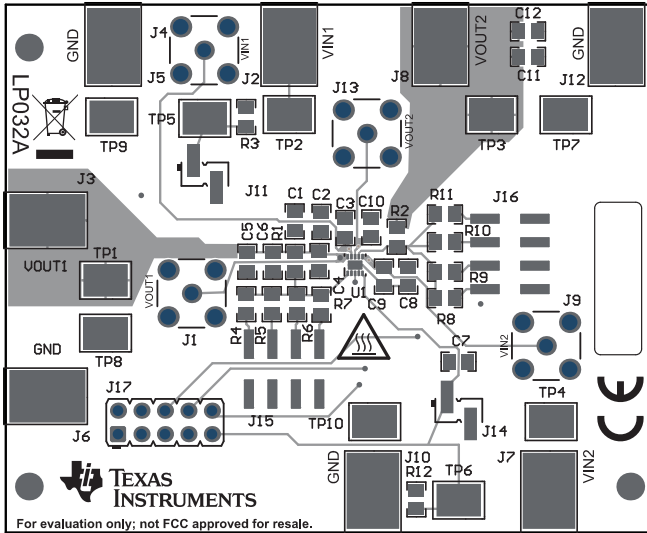 GND
J4
J5
VIN1
J2
VIN1
J8
VOUT2
C12
C11
J12
GND
LP032A
TP9
TP5
R3
TP2
J13
VOUT2
TP3
TP7
J3
J11
C1
C2
C3
C10
R2
R11
J16
R10
VOUT1
TP1
VOUT1
C5
C6
R1
C4
U1
C9
C8
R9
R8
J9
VIN2
TP8
J1
R4
R5
R6
R7
GND
C7
TP4
J17
J15
TP10
J14
J6
GND
J10
R12
TP6
J7
VIN2
TEXAS
INSTRUMENTS
For evaluation only; not FCC approved for resale.